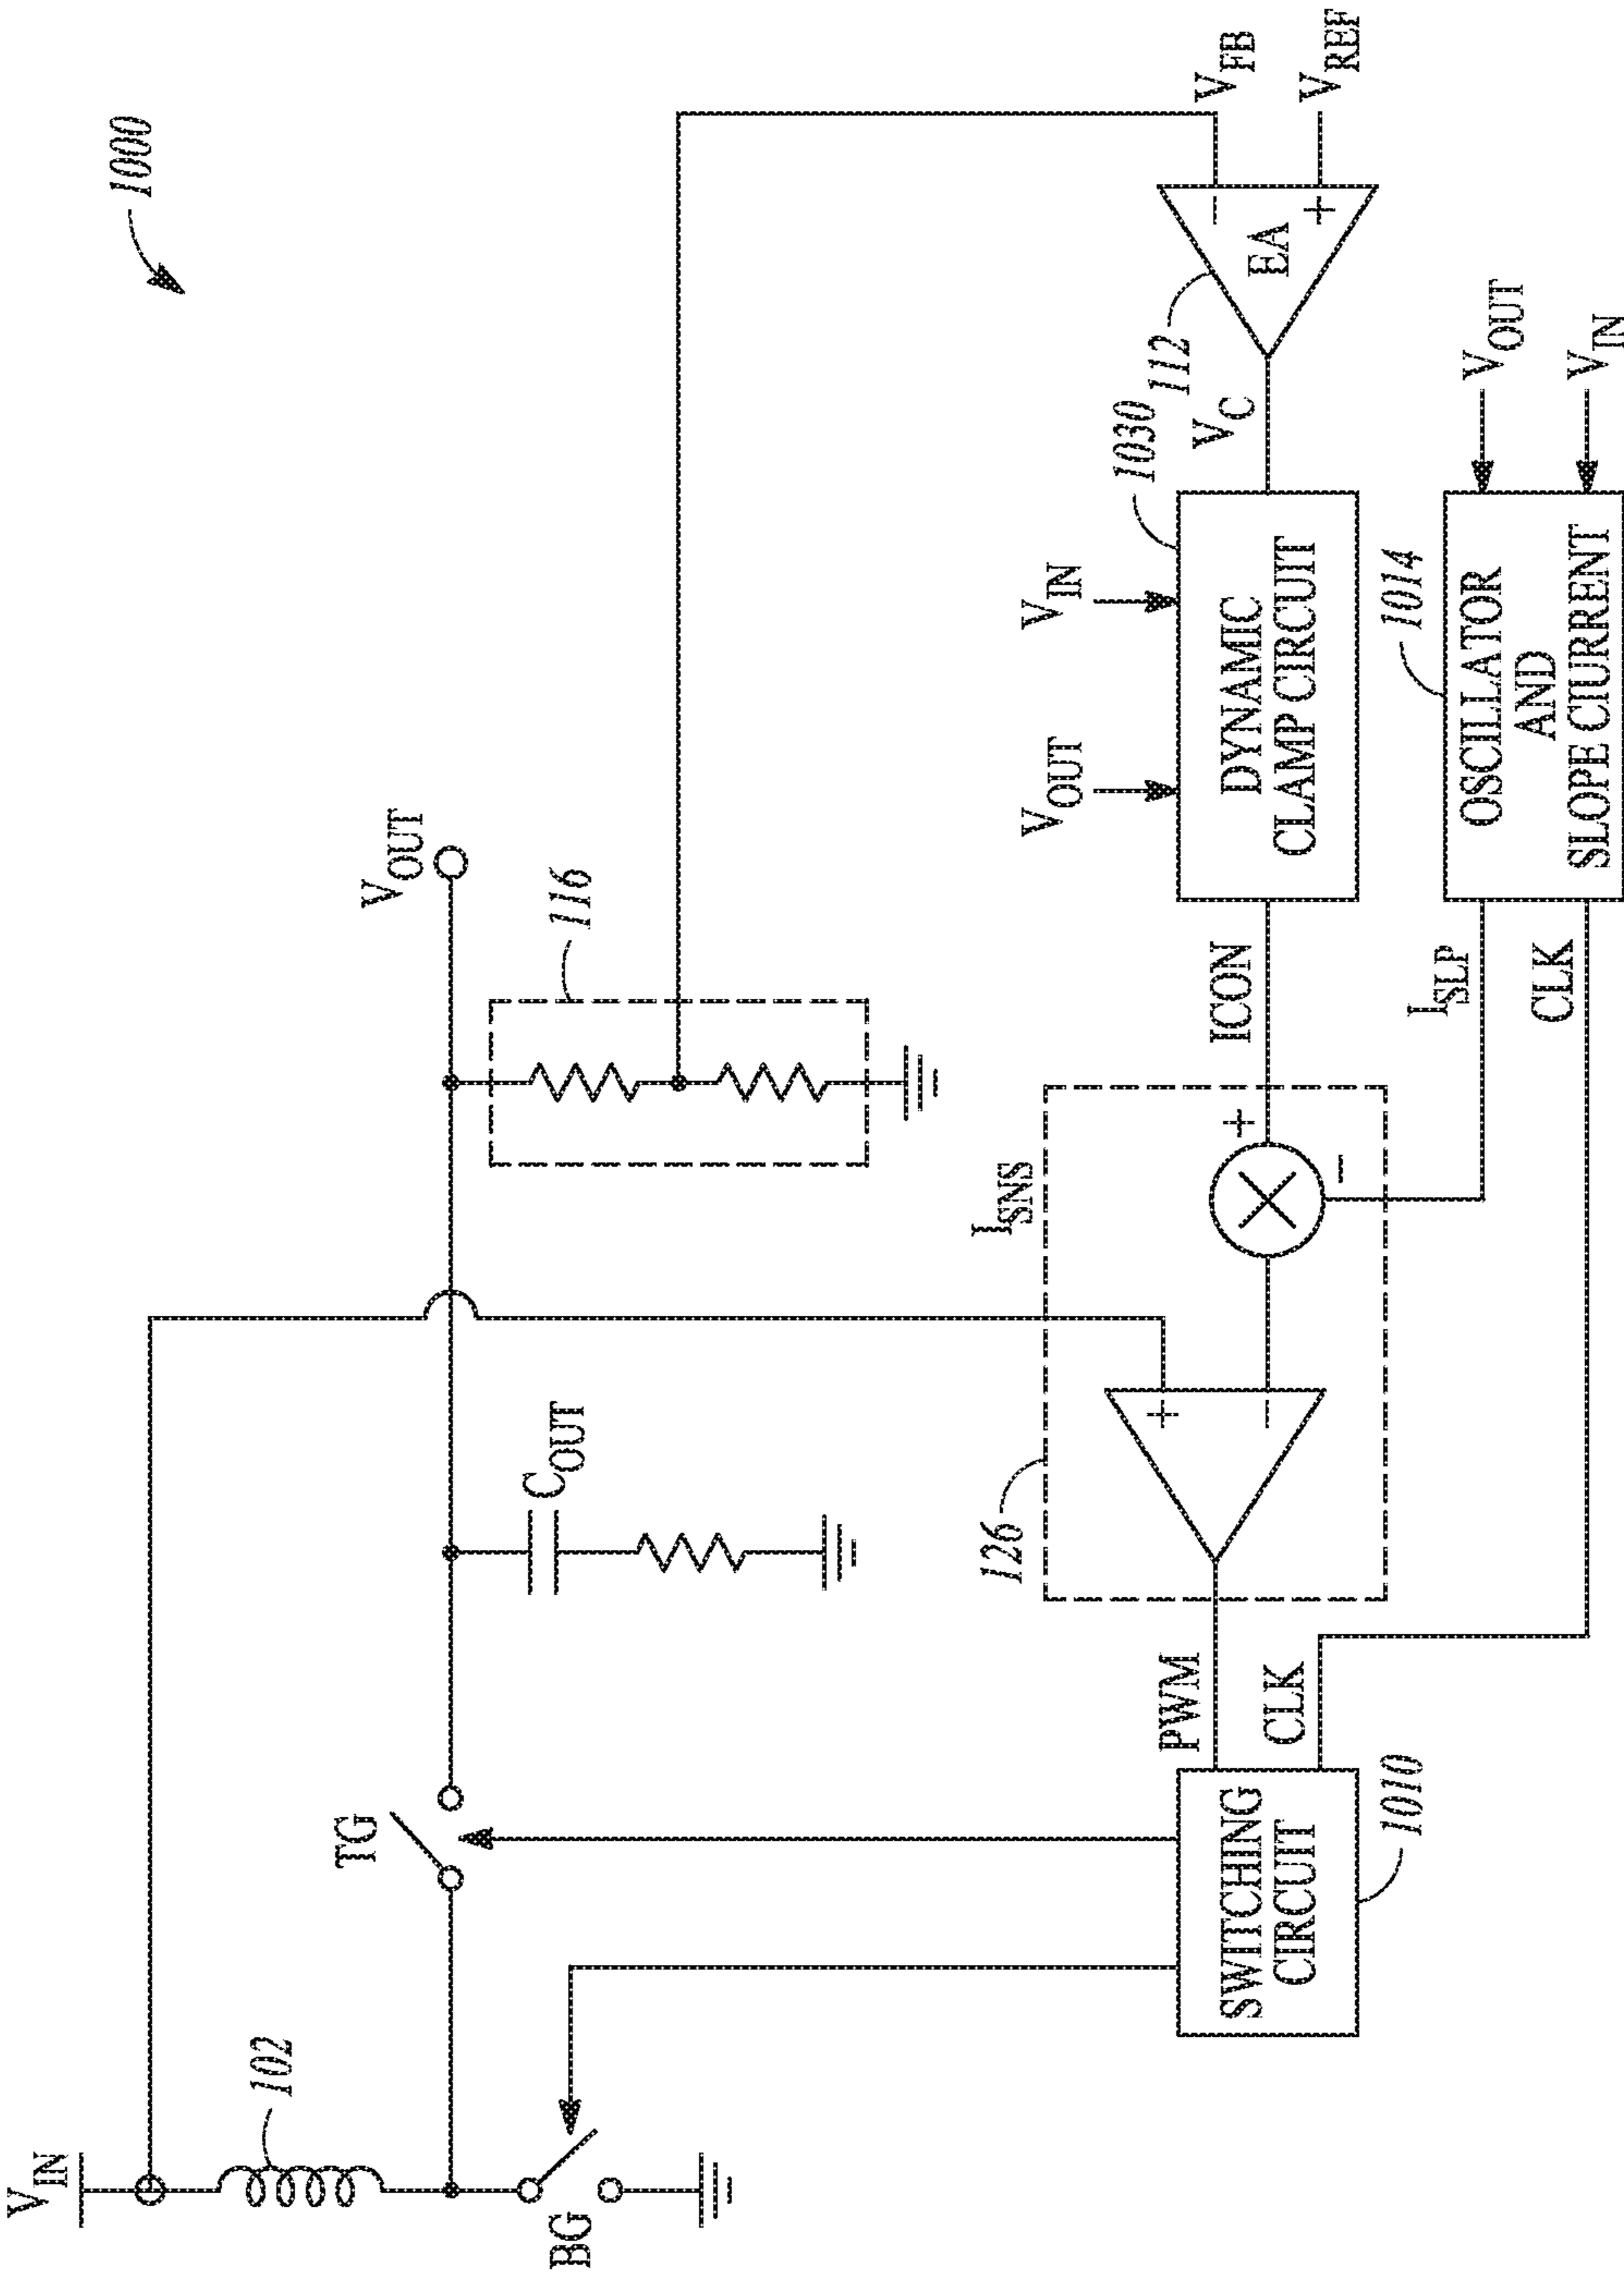 1000
V_IN
102
BG
TG
C_OUT
V_OUT
116
I_SNS
126
PWM
CLK
SWITCHING
CIRCUIT
1010
+
−
+
−
ICON
I_SLP
CLK
V_OUT
V_IN
DYNAMIC
CLAMP CIRCUIT
1030
V_C
112
EA
−
+
V_FB
V_REF
OSCILLATOR
AND
SLOPE CIURRENT
1014
V_OUT
V_IN